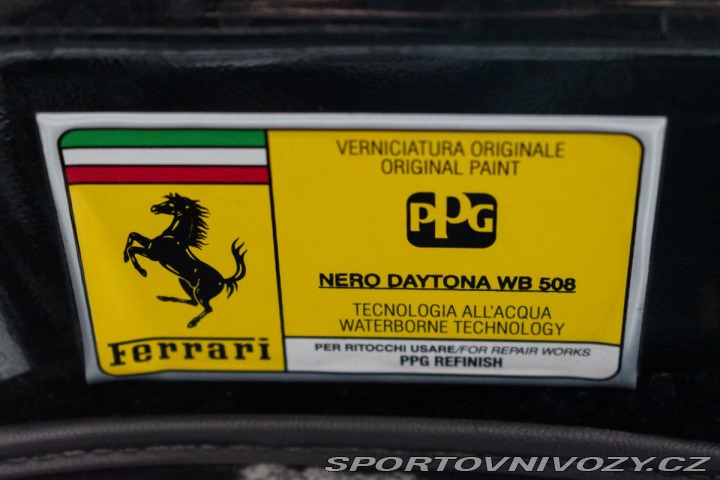 VERNICIATURA ORIGINALE
ORIGINAL PAINT
PPG
NERO DAYTONA WB 508
TECNOLOGIA ALL'ACQUA
WATERBORNE TECHNOLOGY
Ferrari
PER RITOCCHI USARE/FOR REPAIR WORKS
PPG REFINISH
SPORTOVNIVOZY.CZ